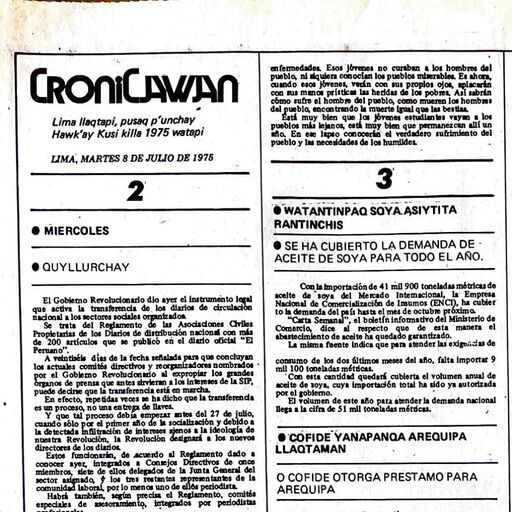 CRONICAWAN
Lima llaqtapi, pusaq p'unchay
Hawk'ay Kusi killa 1975 watapi
LIMA, MARTES 8 DE JULIO DE 1975
2
● MIERCOLES
● QUYLLURCHAY
El Gobierno Revolucionario dio ayer el instrumento legal
que activa la transferencia de los diarios de circulación
nacional a los sectores sociales organizados.
Se trata del Reglamento de las Asociaciones Civiles
Propietarias de los Diarios de distribución nacional con más
de 200 artículos que se publicó en el diario oficial "El
Peruano".
A veintiséis días de la fecha señalada para que concluyan
los actuales comités directivos y reorganizadores nombrados
por el Gobierno Revolucionario al expropiar los grandes
órganos de prensa que antes sirvieran a los intereses de la SIP,
puede decirse que la transferencia está en marcha.
En efecto, repetidas veces se ha dicho que la transferencia
es un proceso, no una entrega de llaves.
Y que tal proceso debía empezar antes del 27 de julio,
cuando sólo por el primer año de la socialización y debido a
la detectada infiltración de intereses ajenos a la ideología de
nuestra Revolución, la Revolución designará a los nuevos
directores de los diarios.
Estos funcionarán, de acuerdo al Reglamento dado a
conocer ayer, integrados a Consejos Directivos de once
miembros, siete de ellos delegados de la Junta General del
sector asignado, y los tres restantes representantes de la
comunidad laboral, por lo menos uno de ellos periodista.
Habrá también, según precisa el Reglamento, comités
especiales de asesoramiento, integrados por periodistas
enfermedades. Esos jóvenes no curaban a los hombres del
pueblo, ni siquiera conocían los pueblos miserables. Es ahora,
cuando esos jóvenes, verán con sus propios ojos, aplacarán
con sus manos prácticas las heridas de los pobres. Así sabrán
cómo sufre el hombre del pueblo, como mueren los hombres
del pueblo, encontrando la muerte igual que las bestias.
Está muy bien que los jóvenes estudiantes vayan a los
pueblos más lejanos, está muy bien que permanezcan allí un
año. En ese lapso conocerán el verdadero sufrimiento del
pueblo y las necesidades de los humildes.
3
● WATANTINPAQ SOYA ASIYTITA
RANTINCHIS
● SE HA CUBIERTO LA DEMANDA DE
ACEITE DE SOYA PARA TODO EL AÑO.
Con la importación de 41 mil 900 toneladas métricas de
aceite de soya del Mercado Internacional, la Empresa
Nacional de Comercialización de Insumos (ENCI), ha cubier
to la demanda del país hasta el mes de octubre próximo.
"Carta Semanal", el boletín informativo del Ministerio de
Comercio, dice al respecto que de esta manera el
abastecimiento de aceite ha quedado garantizado.
La misma fuente indica que para atender las exigencias de
consumo de los dos últimos meses del año, falta importar 9
mil 100 toneladas métricas.
Con esta cantidad quedará cubierta el volumen anual de
aceite de soya, cuya importación total ha sido ya autorizada
por el gobierno.
El volumen de este año para atender la demanda nacional
llega a la cifra de 51 mil toneladas métricas.
● COFIDE YANAPANQA AREQUIPA
LLAQTAMAN
O COFIDE OTORGA PRESTAMO PARA
AREQUIPA